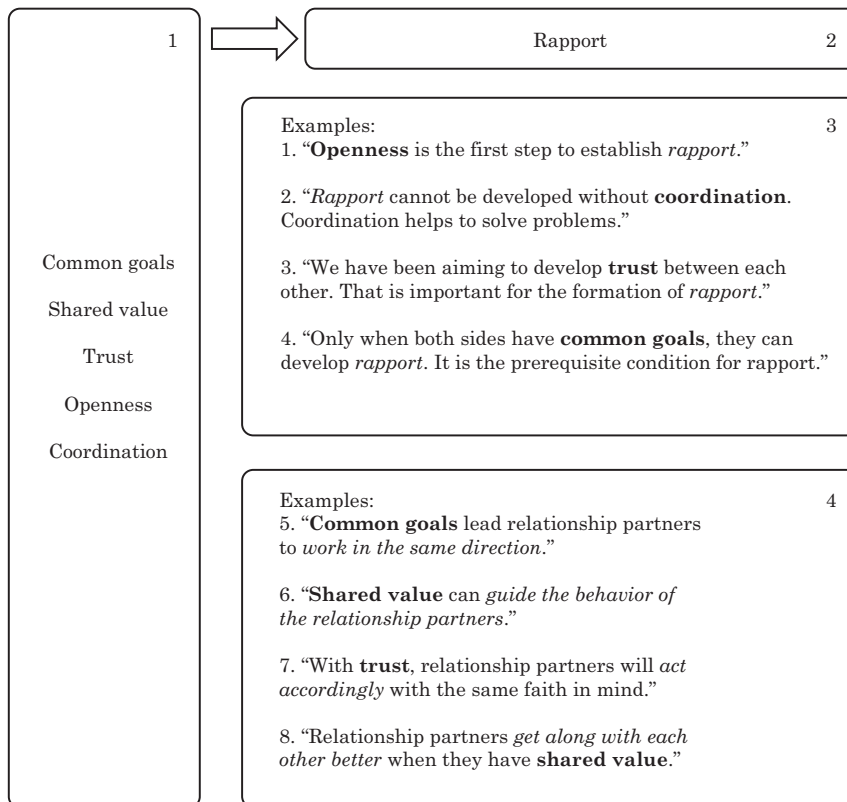 1
Common goals
Shared value
Trust
Openness
Coordination
Rapport 2
Examples: 3
1. “Openness is the first step to establish rapport.”
2. “Rapport cannot be developed without coordination.
Coordination helps to solve problems.”
3. “We have been aiming to develop trust between each
other. That is important for the formation of rapport.”
4. “Only when both sides have common goals, they can
develop rapport. It is the prerequisite condition for rapport.”
Examples: 4
5. “Common goals lead relationship partners
to work in the same direction.”
6. “Shared value can guide the behavior of
the relationship partners.”
7. “With trust, relationship partners will act
accordingly with the same faith in mind.”
8. “Relationship partners get along with each
other better when they have shared value.”